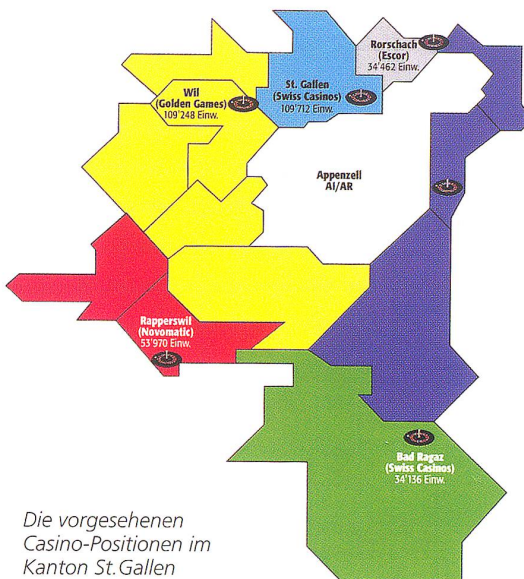 Rorschach
(Escor)
34'462 Einw.
Wil
(Golden Games)
109'248 Einw.
St. Gallen
(Swiss Casinos)
109'712 Einw.
Appenzell
AI/AR
Rapperswil
(Novomatic)
53'970 Einw.
Bad Ragaz
(Swiss Casinos)
34'136 Einw.
Die vorgesehenen
Casino-Positionen im
Kanton St.Gallen